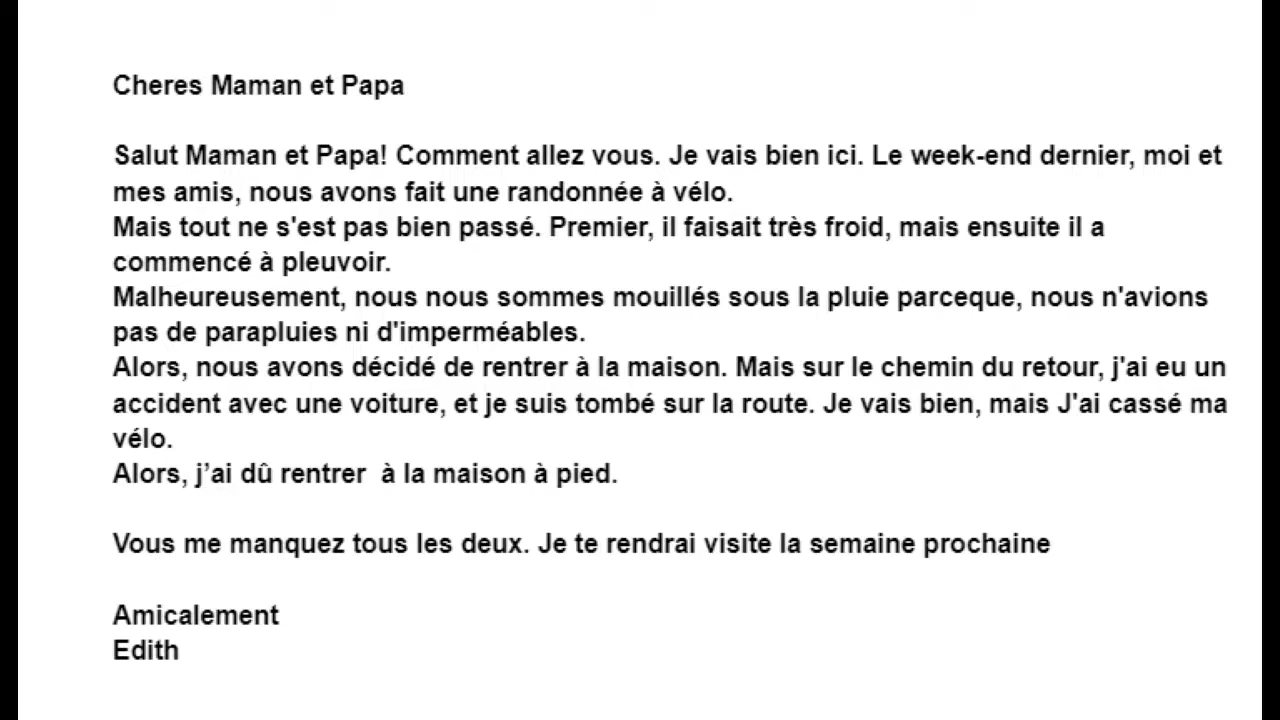 Cheres Maman et Papa
Salut Maman et Papa! Comment allez vous. Je vais bien ici. Le week-end dernier, moi et
mes amis, nous avons fait une randonnée à vélo.
Mais tout ne s'est pas bien passé. Premier, il faisait très froid, mais ensuite il a
commencé à pleuvoir.
Malheureusement, nous nous sommes mouillés sous la pluie parceque, nous n'avions
pas de parapluies ni d'imperméables.
Alors, nous avons décidé de rentrer à la maison. Mais sur le chemin du retour, j'ai eu un
accident avec une voiture, et je suis tombé sur la route. Je vais bien, mais J'ai cassé ma
vélo.
Alors, j’ai dû rentrer  à la maison à pied.
Vous me manquez tous les deux. Je te rendrai visite la semaine prochaine
Amicalement
Edith